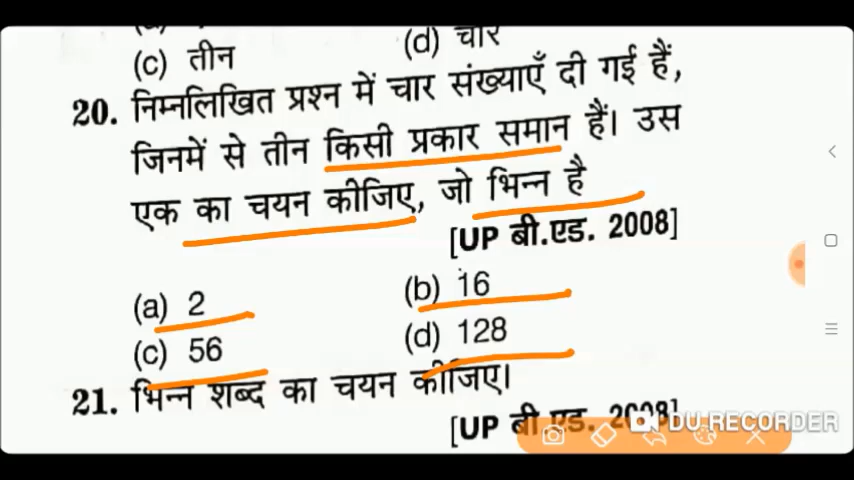 (c) तीन (d) चार
20. निम्नलिखित प्रश्न में चार संख्याएँ दी गई हैं,
जिनमें से तीन किसी प्रकार समान हैं। उस
एक का चयन कीजिए, जो भिन्न है
[UP बी.एड. 2008]
(a) 2 (b) 16
(c) 56 (d) 128
21. भिन्न शब्द का चयन कीजिए।
[UP बी.एड. 2008]
DU RECORDER